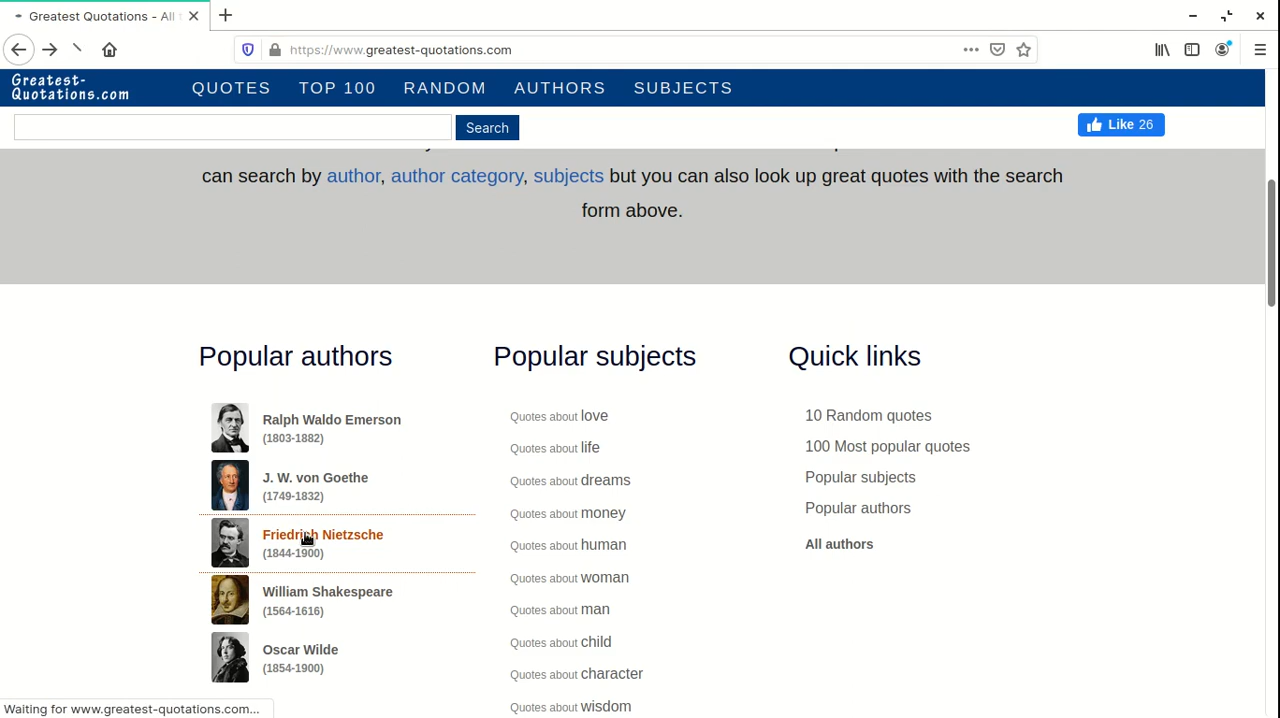 Greatest Quotations - All
https://www.greatest-quotations.com
Greatest-
Quotations.com
QUOTES TOP 100 RANDOM AUTHORS SUBJECTS
Search
Like 26
can search by author, author category, subjects but you can also look up great quotes with the search
form above.
Popular authors
Ralph Waldo Emerson
(1803-1882)
J. W. von Goethe
(1749-1832)
Friedrich Nietzsche
(1844-1900)
William Shakespeare
(1564-1616)
Oscar Wilde
(1854-1900)
Popular subjects
Quotes about love
Quotes about life
Quotes about dreams
Quotes about money
Quotes about human
Quotes about woman
Quotes about man
Quotes about child
Quotes about character
Quotes about wisdom
Quick links
10 Random quotes
100 Most popular quotes
Popular subjects
Popular authors
All authors
Waiting for www.greatest-quotations.com...